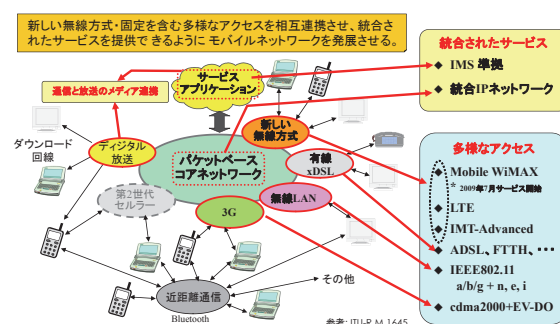 新しい無線方式・固定を含む多様なアクセスを相互連携させ、統合さ
れたサービスを提供できるように モバイルネットワークを発展させる。
サービス
アプリケーション
通信と放送のメディア連携
統合されたサービス
◆ IMS 準拠
◆ 統合IPネットワーク
新しい
無線方式
ダウンロード
回線
ディジタル
放送
パケットベース
コアネットワーク
有線
xDSL
第2世代
セルラー
3G
無線LAN
近距離通信
Bluetooth
その他
多様なアクセス
◆ Mobile WiMAX
* 2009年7月サービス開始
◆ LTE
◆ IMT-Advanced
◆ ADSL、FTTH、・・・
◆ IEEE802.11
a/b/g + n, e, i
◆ cdma2000+EV-DO
参考: ITU-R M.1645